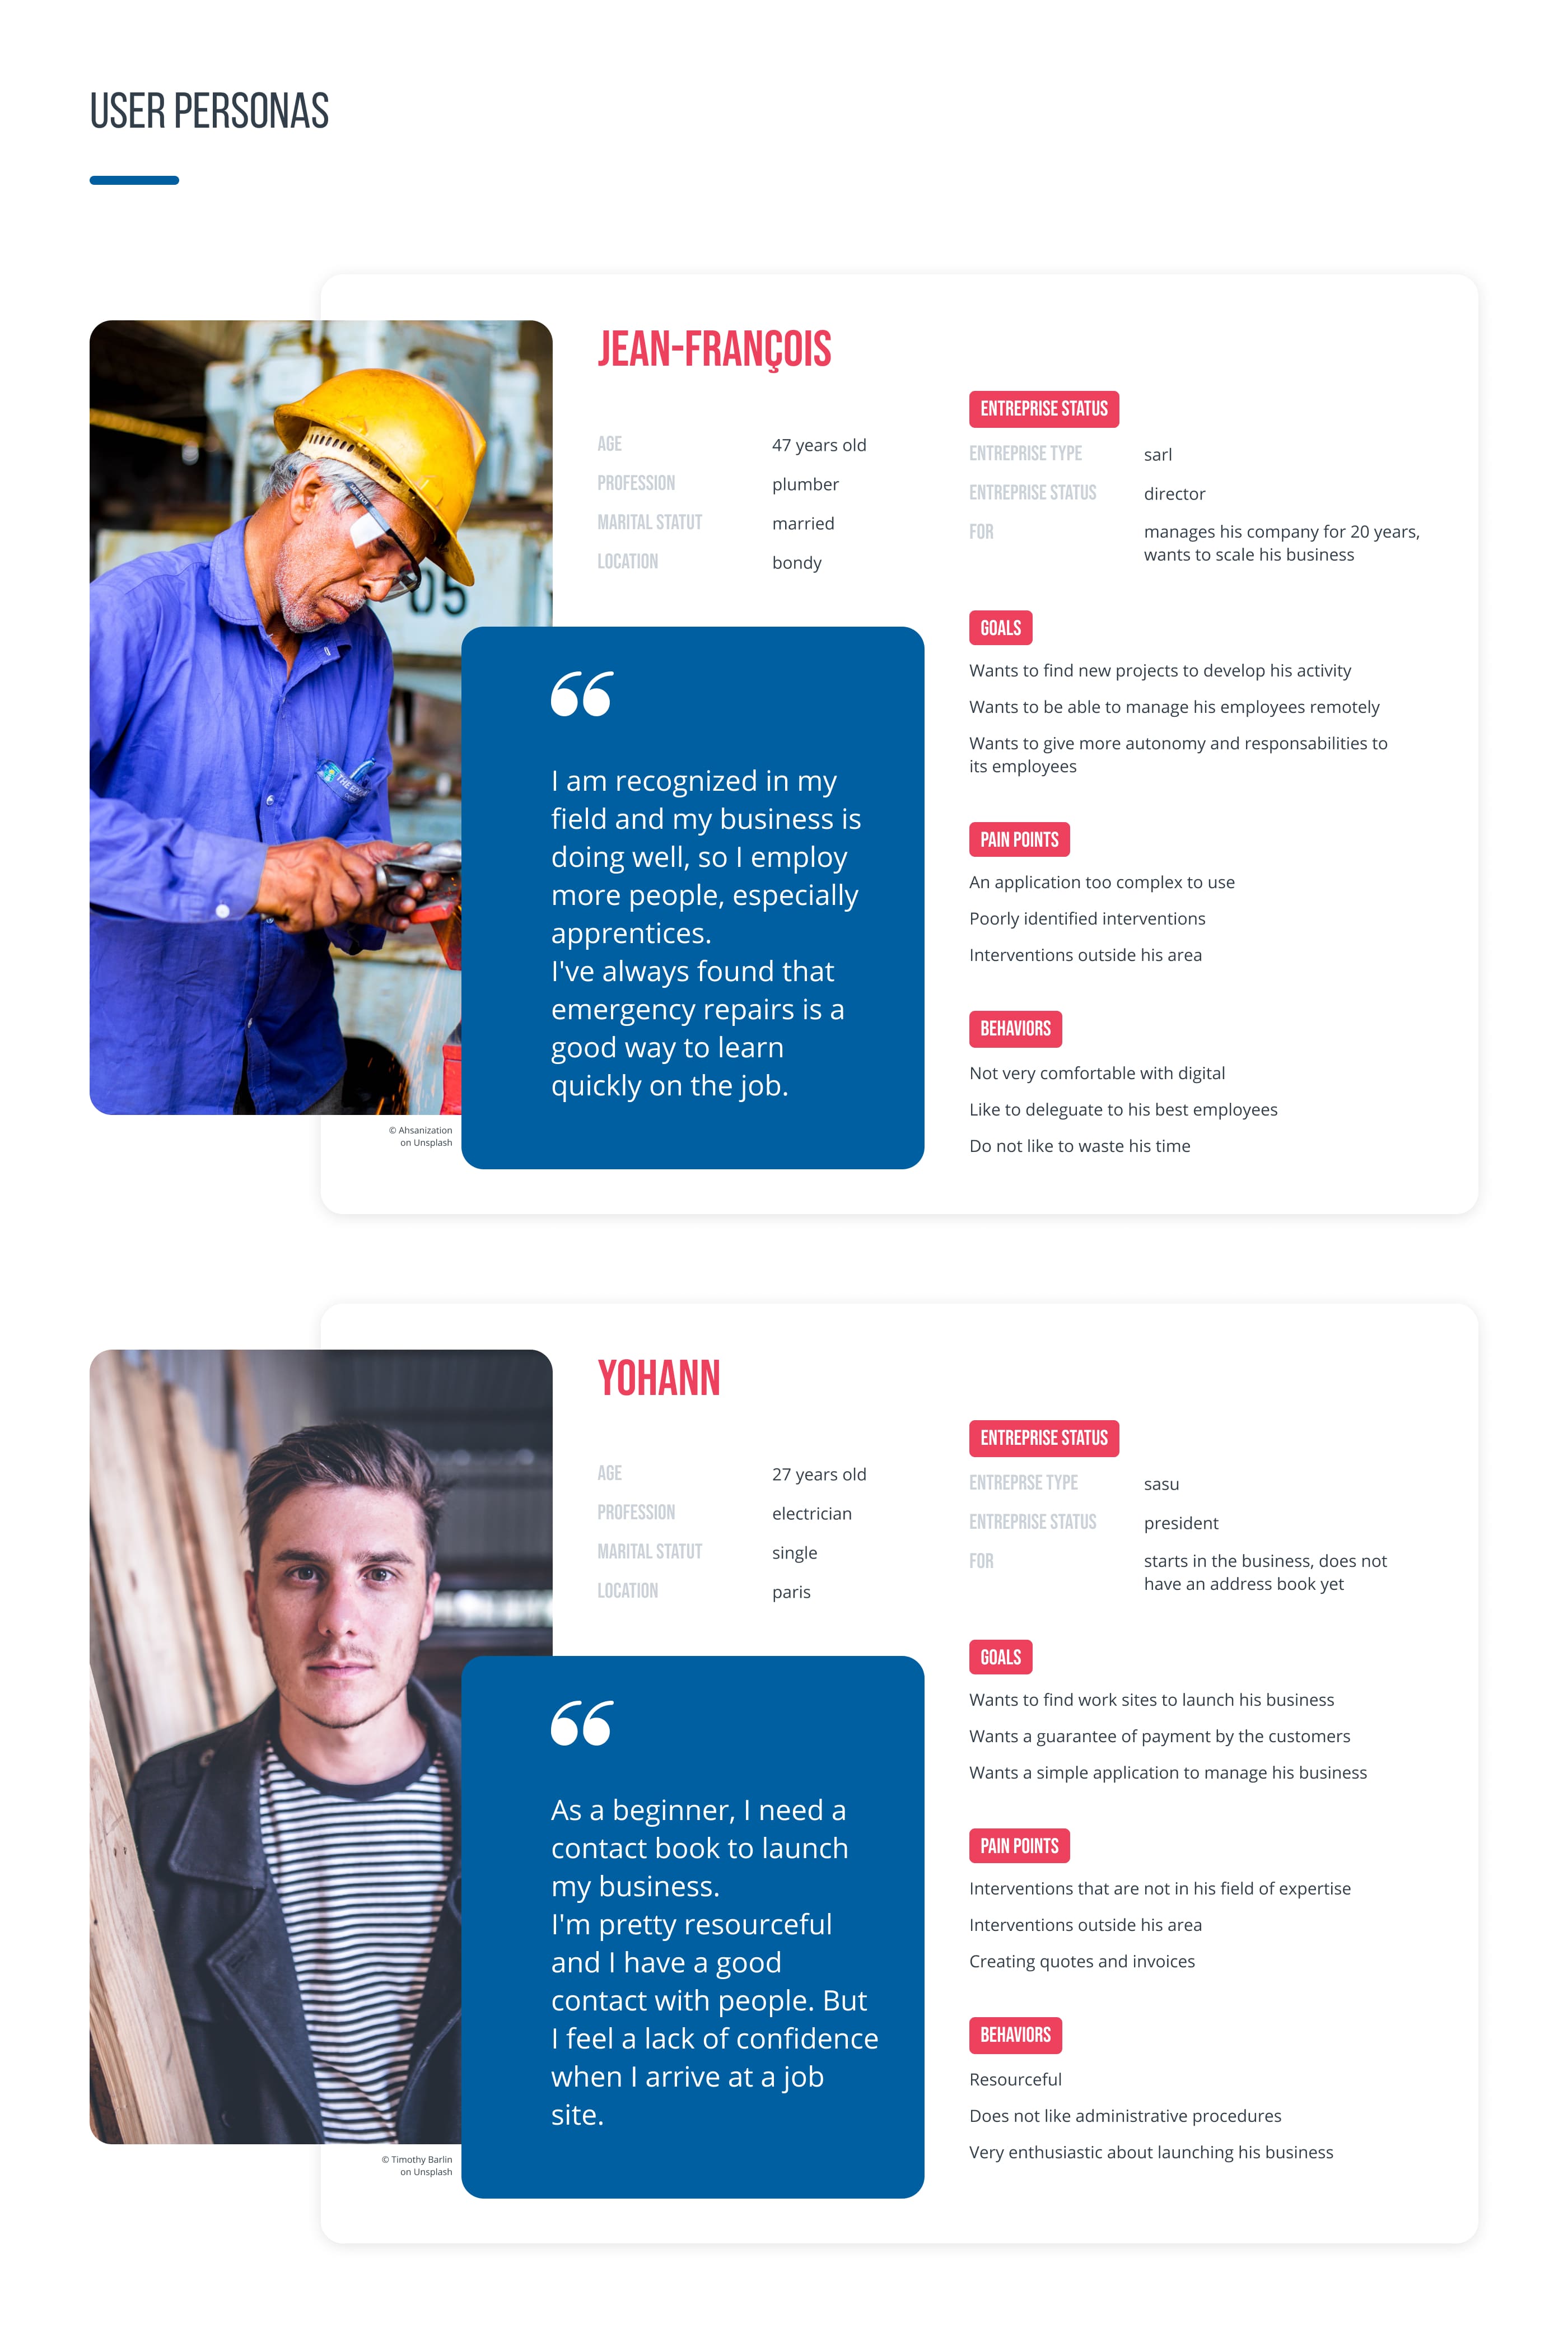 USER PERSONAS
JEAN-FRANÇOIS
AGE 47 years old
PROFESSION plumber
MARITAL STATUT married
LOCATION bondy
05
THE EDGE
I am recognized in my
field and my business is
doing well, so I employ
more people, especially
apprentices.
I've always found that
emergency repairs is a
good way to learn
quickly on the job.
© Ahsanization
on Unsplash
ENTREPRISE STATUS
ENTREPRISE TYPE sarl
ENTREPRISE STATUS director
FOR manages his company for 20 years,
wants to scale his business
GOALS
Wants to find new projects to develop his activity
Wants to be able to manage his employees remotely
Wants to give more autonomy and responsabilities to
its employees
PAIN POINTS
An application too complex to use
Poorly identified interventions
Interventions outside his area
BEHAVIORS
Not very comfortable with digital
Like to deleguate to his best employees
Do not like to waste his time
YOHANN
AGE 27 years old
PROFESSION electrician
MARITAL STATUT single
LOCATION paris
As a beginner, I need a
contact book to launch
my business.
I'm pretty resourceful
and I have a good
contact with people. But
I feel a lack of confidence
when I arrive at a job
site.
© Timothy Barlin
on Unsplash
ENTREPRISE STATUS
ENTREPRSE TYPE sasu
ENTREPRISE STATUS president
FOR starts in the business, does not
have an address book yet
GOALS
Wants to find work sites to launch his business
Wants a guarantee of payment by the customers
Wants a simple application to manage his business
PAIN POINTS
Interventions that are not in his field of expertise
Interventions outside his area
Creating quotes and invoices
BEHAVIORS
Resourceful
Does not like administrative procedures
Very enthusiastic about launching his business